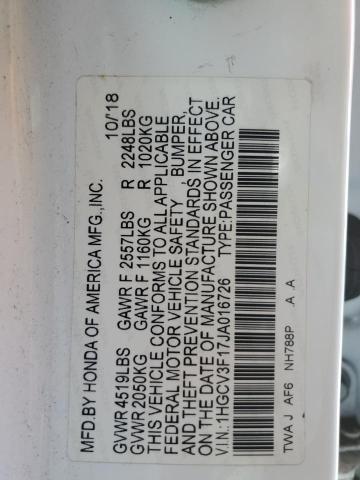 MFD.BY HONDA OF AMERICA MFG.,INC. 10/'18
GVWR 4519LBS GAWR F 2557LBS R 2248LBS
GVWR 2050KG GAWR F 1160KG R 1020KG
THIS VEHICLE CONFORMS TO ALL APPLICABLE
FEDERAL MOTOR VEHICLE SAFETY , BUMPER,
AND THEFT PREVENTION STANDARDS IN EFFECT
ON THE DATE OF MANUFACTURE SHOWN ABOVE.
V.I.N.:1HGCV3F17JA016726 TYPE:PASSENGER CAR
TWA J AF6 NH788P .A .A